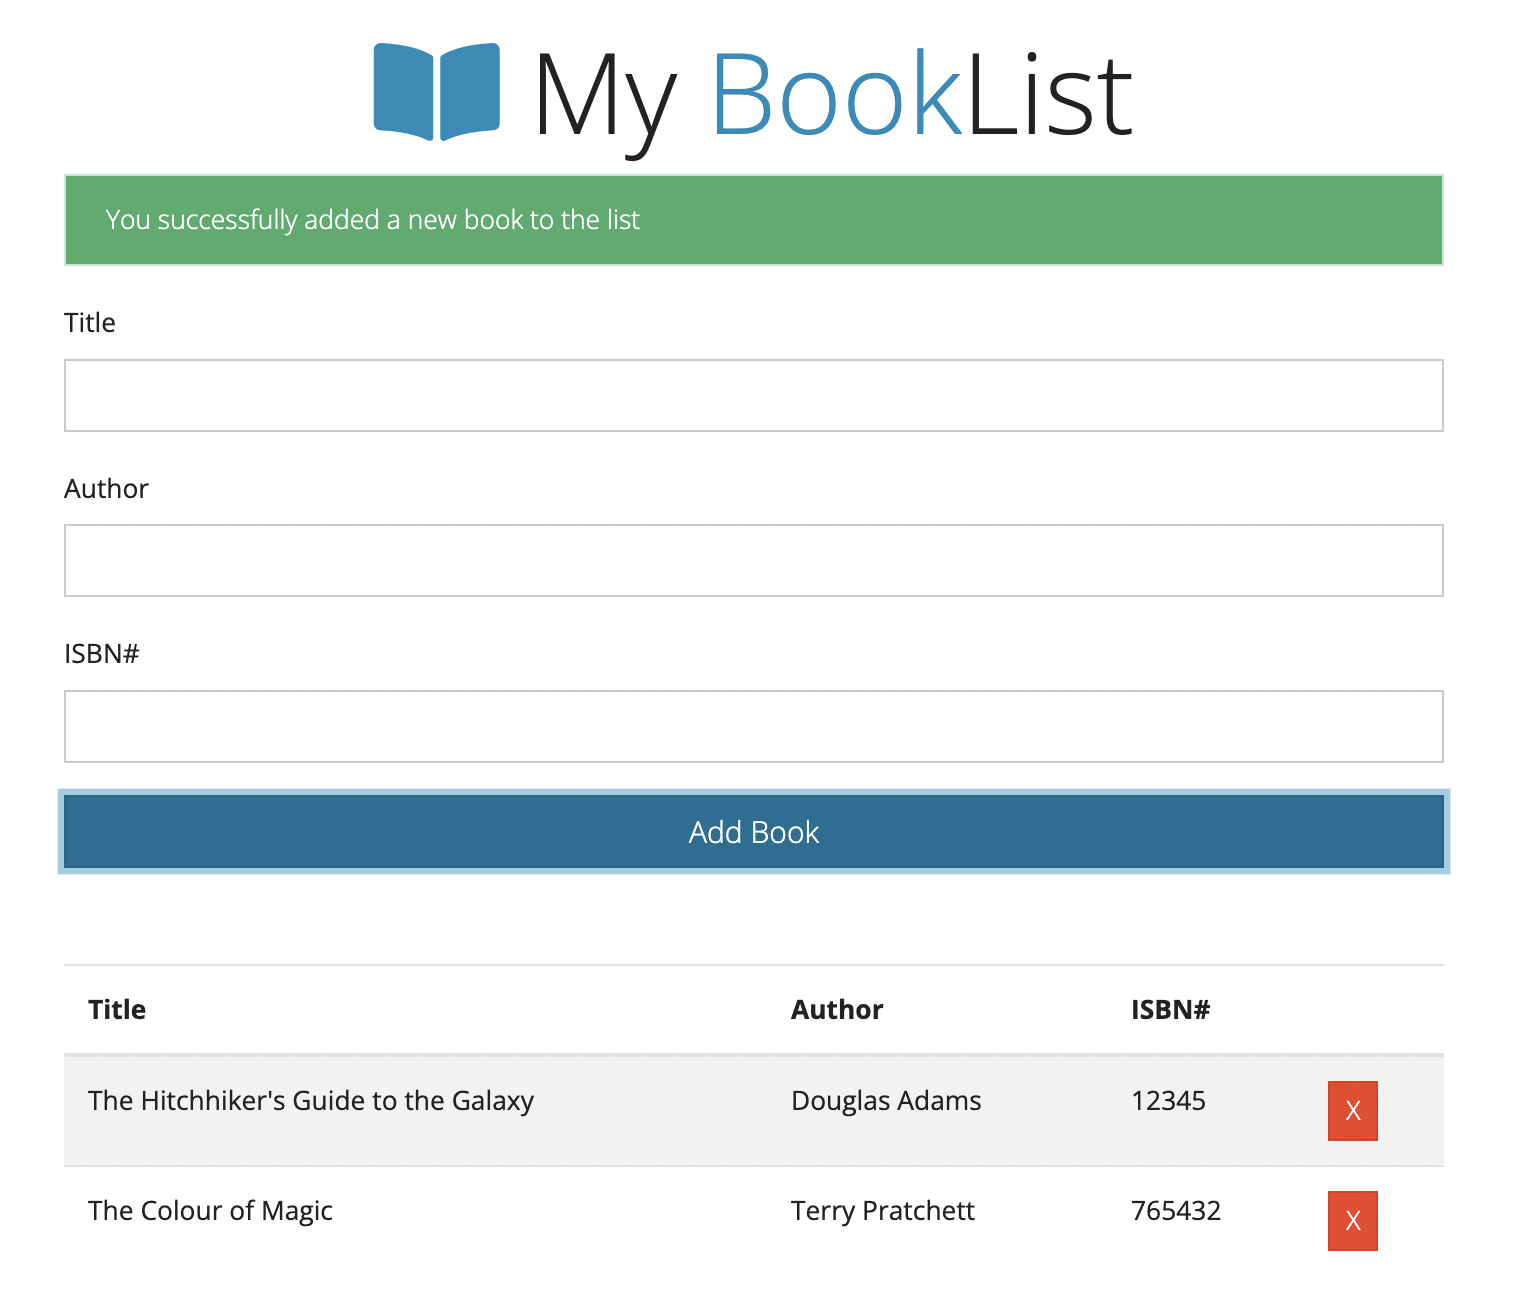 My BookList
You successfully added a new book to the list
Title
Author
ISBN#
Add Book
Title Author ISBN#
The Hitchhiker's Guide to the Galaxy Douglas Adams 12345 X
The Colour of Magic Terry Pratchett 765432 X